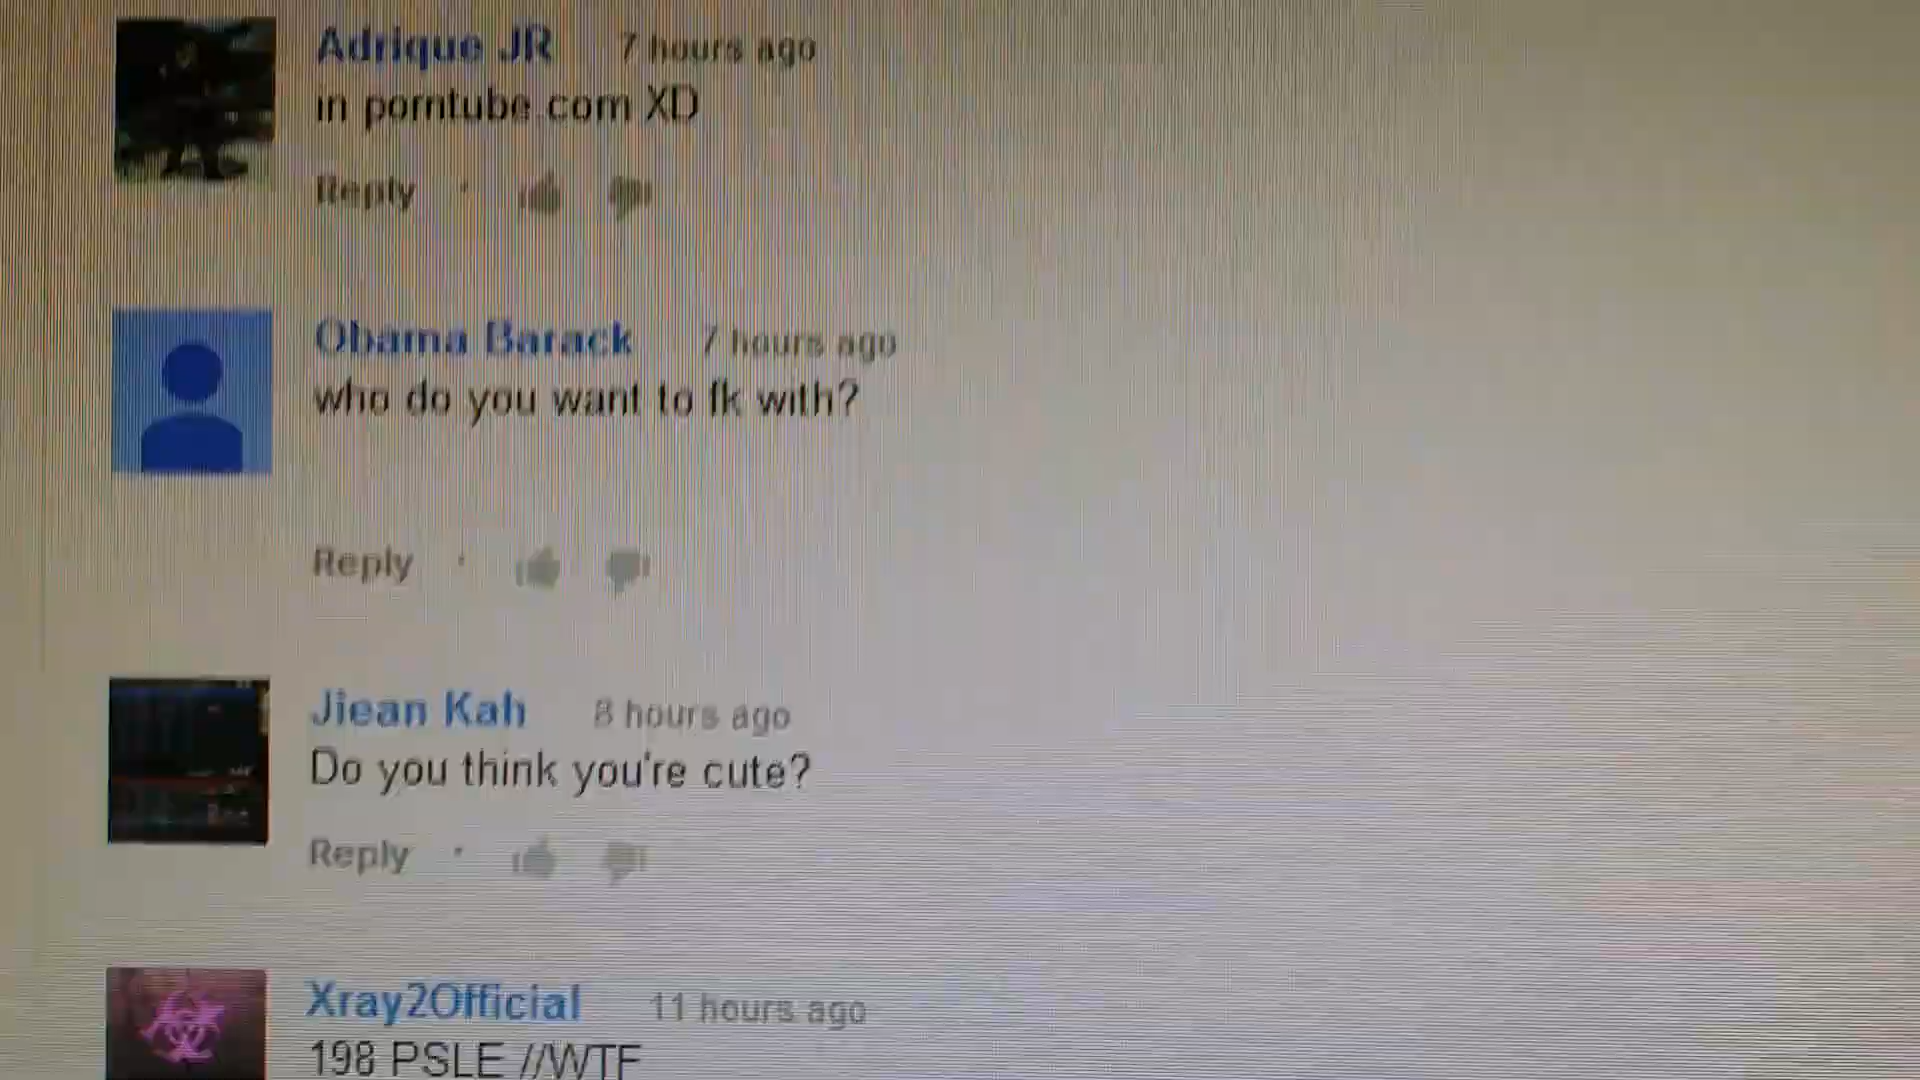 Adrique JR 7 hours ago
in porntube.com XD
Reply
Obama Barack 7 hours ago
who do you want to fk with?
Reply
Jiean Kah 8 hours ago
Do you think you're cute?
Reply
Xray2Official 11 hours ago
198 PSLE //WTF